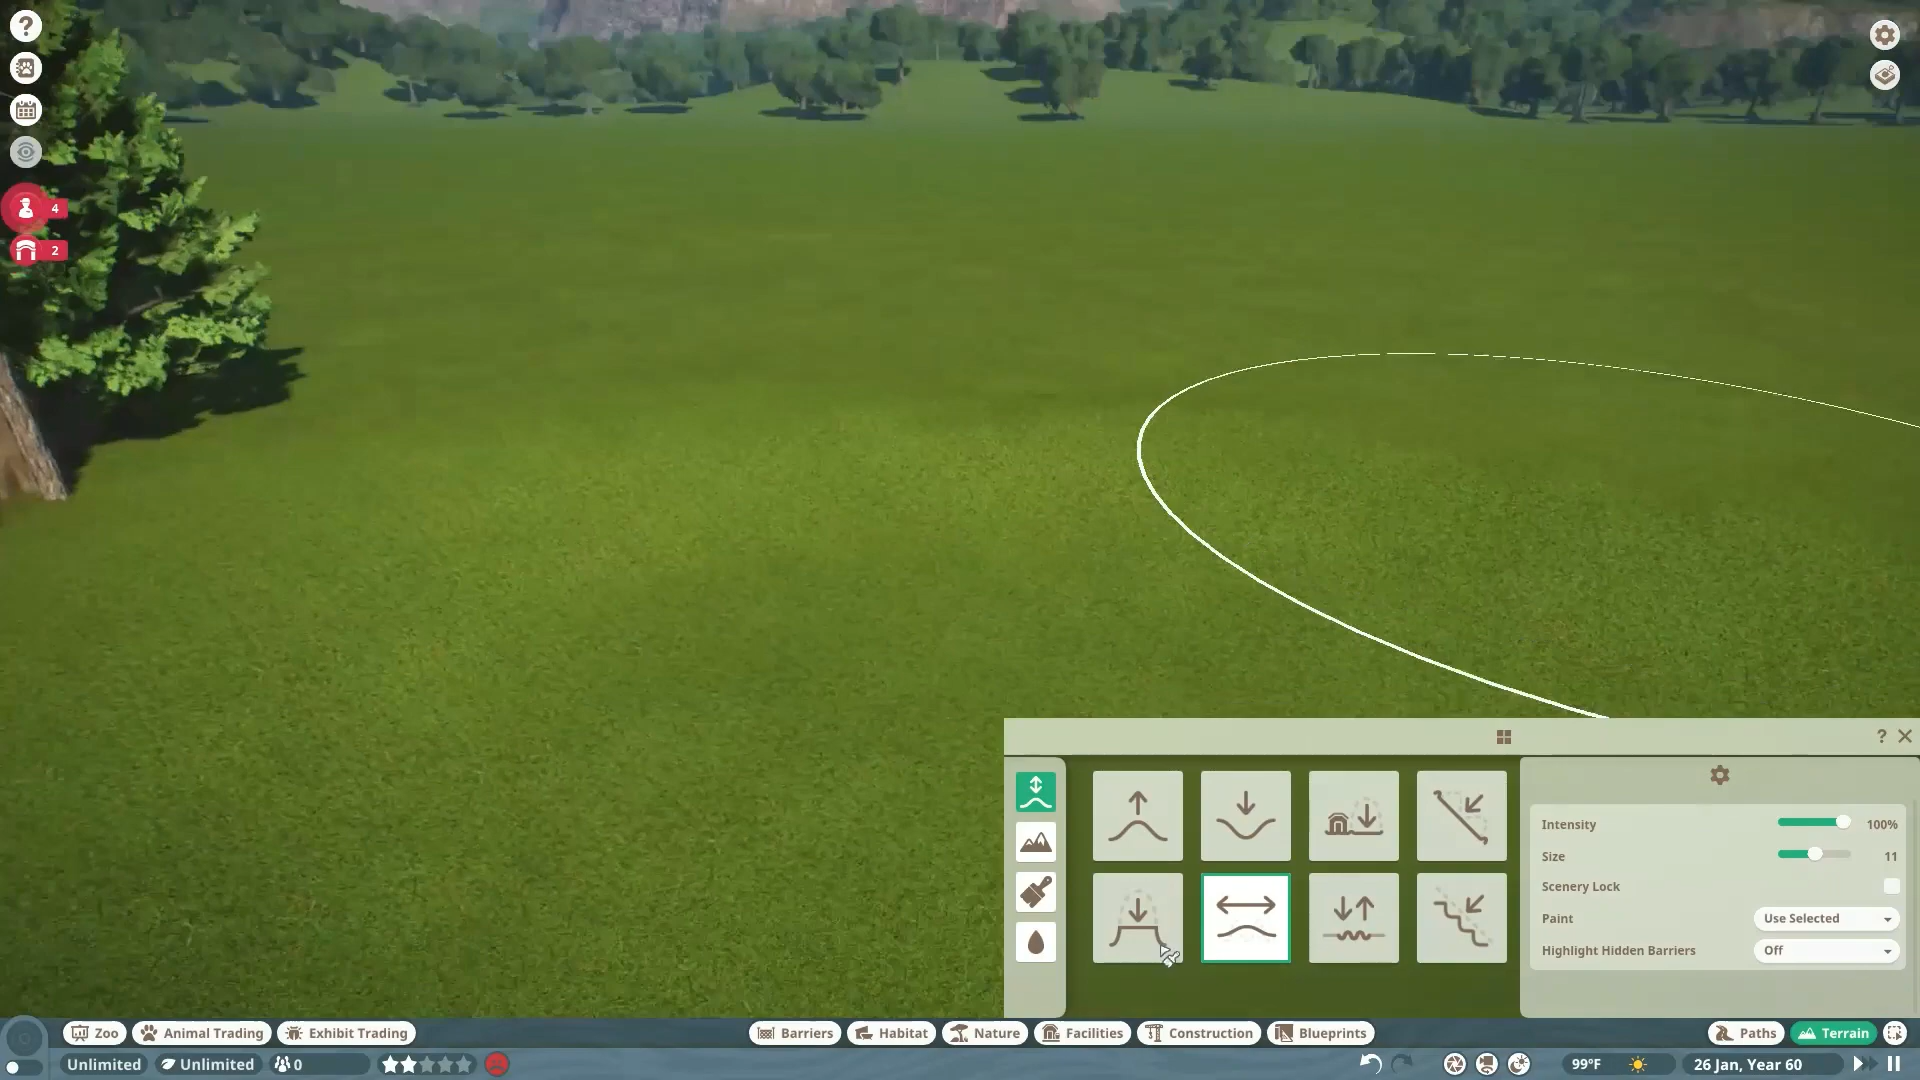 ?
4
2
? ×
Intensity 100%
Size 11
Scenery Lock
Paint Use Selected
Highlight Hidden Barriers Off
Zoo Animal Trading Exhibit Trading Barriers Habitat Nature Facilities Construction Blueprints Paths Terrain
Unlimited Unlimited 0 99°F 26 Jan, Year 60